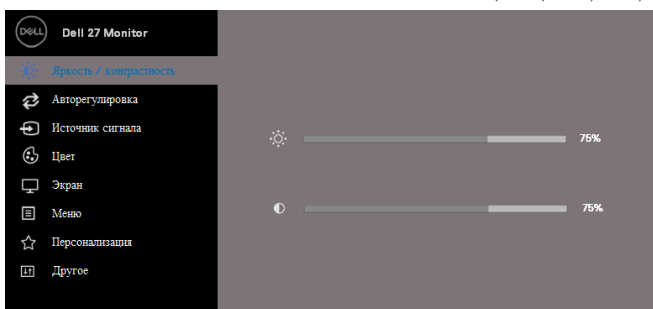 DELL Dell 27 Monitor
Яркость / контрастность
Авторегулировка
Источник сигнала
75%
Цвет
Экран
Меню
75%
Персонализация
Другое